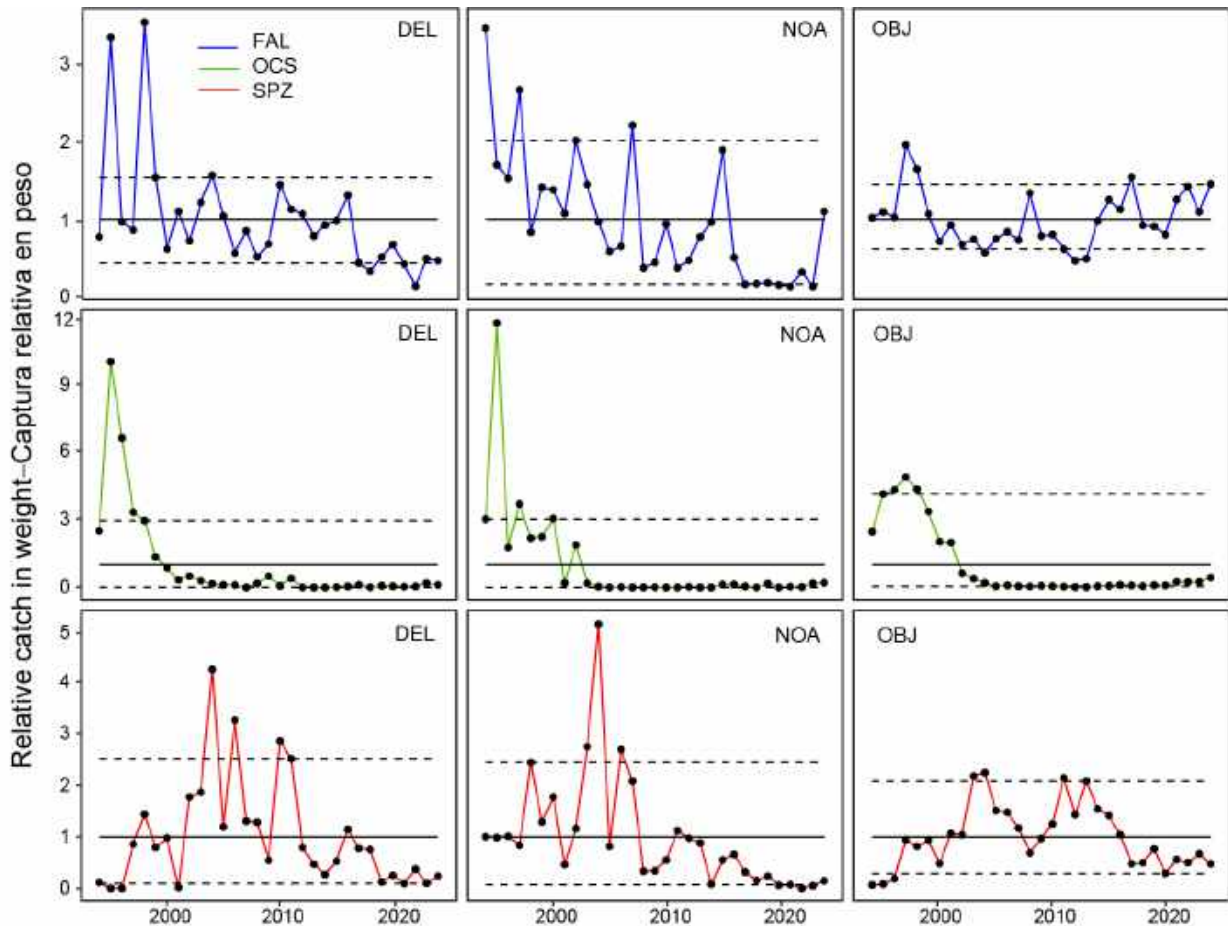 Relative catch in weight–Captura relativa en peso
DEL
NOA
OBJ
FAL
OCS
SPZ
3
2
1
0
DEL
NOA
OBJ
12
9
6
3
0
DEL
NOA
OBJ
5
4
3
2
1
0
2000 2010 2020
2000 2010 2020
2000 2010 2020